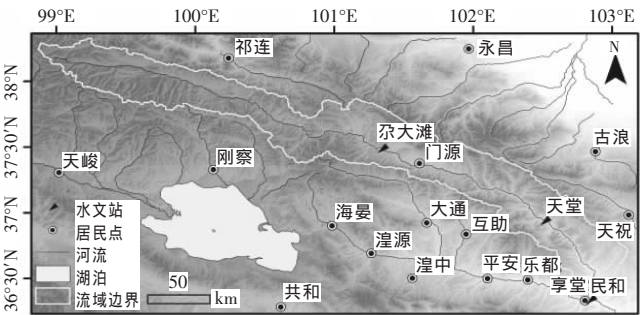 99°E 100°E 101°E 102°E 103°E
38°N
37°30′N
37°N
36°30′N
祁连
永昌
N
尕大滩
门源
古浪
天峻
刚察
天堂
天祝
海晏
大通
互助
湟源
湟中
平安
乐都
享堂
民和
共和
水文站
居民点
河流
湖泊
流域边界
50
km